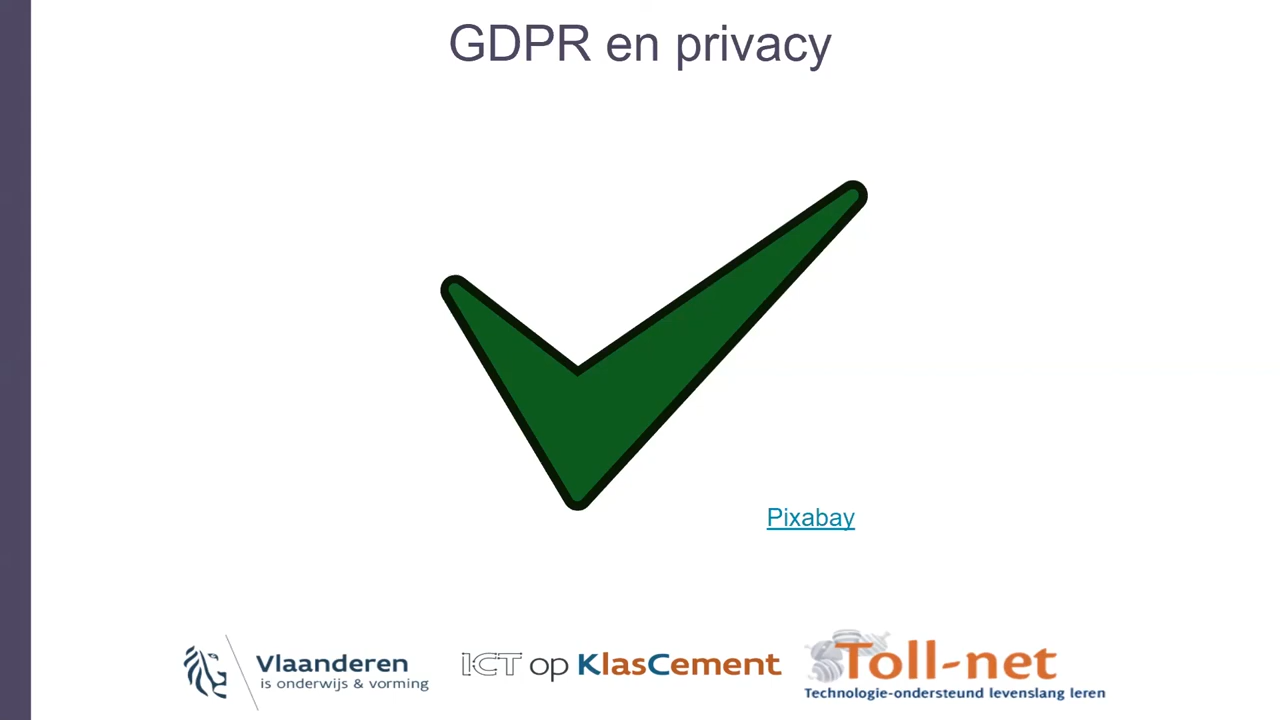 GDPR en privacy
Pixabay
Vlaanderen
is onderwijs & vorming
ICT op KlasCement
Toll-net
Technologie-ondersteund levenslang leren